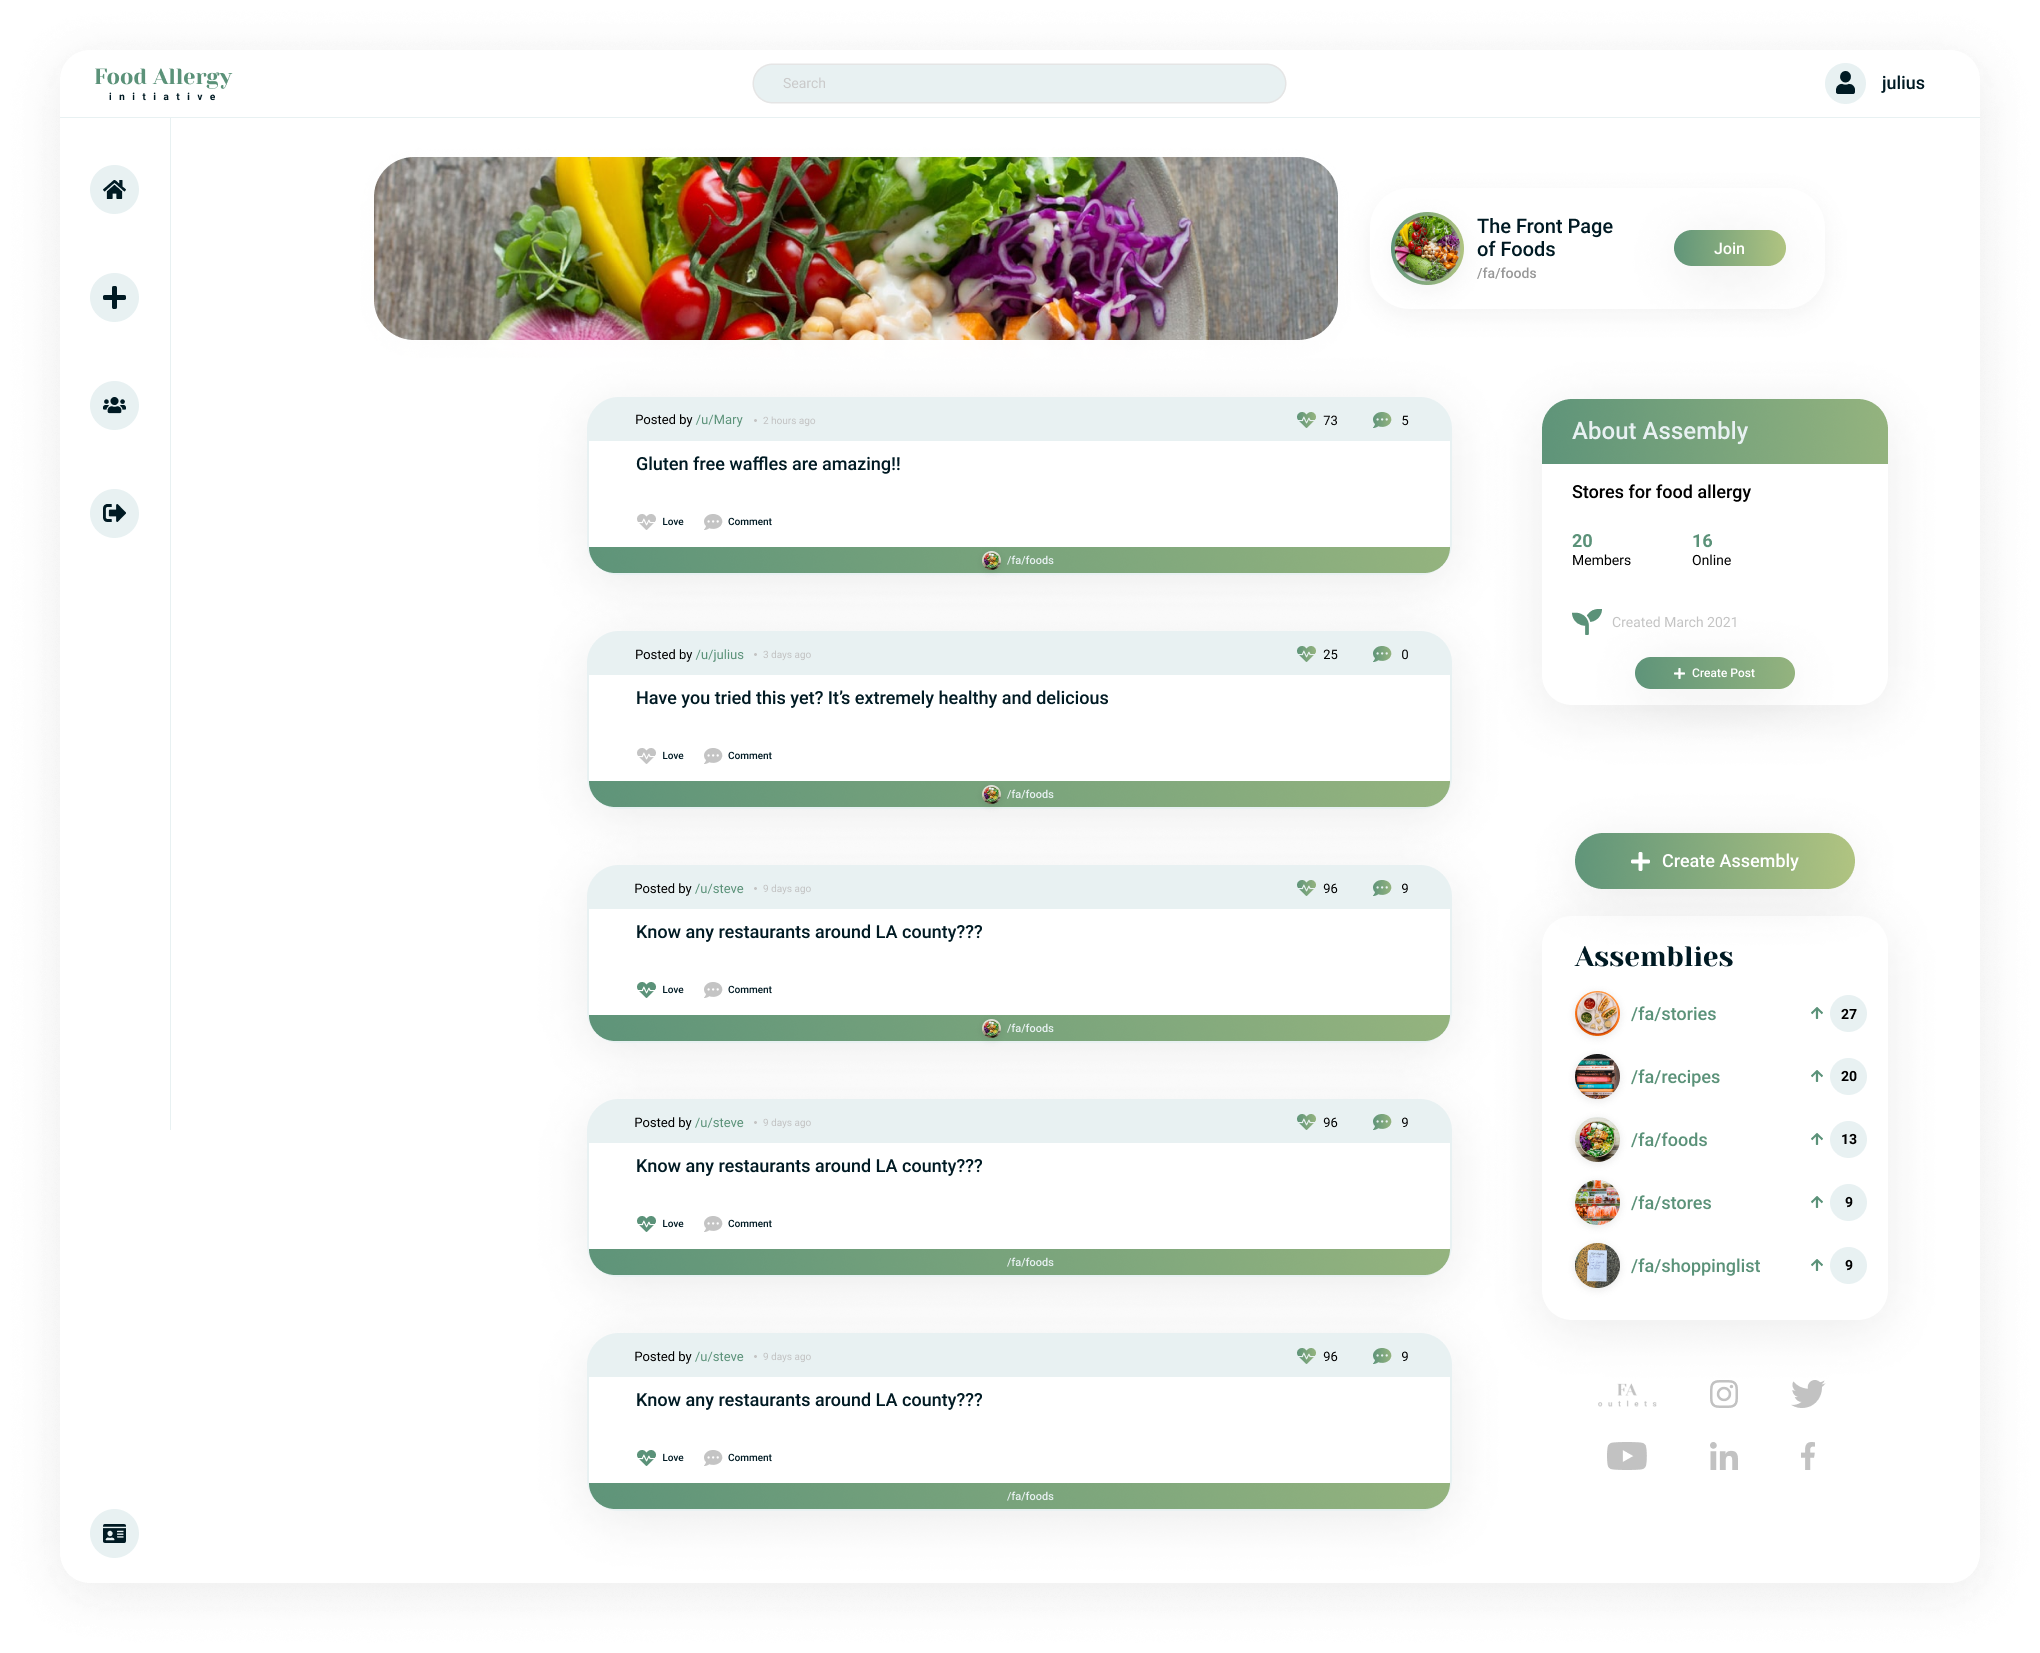 Food Allergy
initiative
Search
julius
The Front Page
of Foods
/fa/foods
Join
Posted by /u/Mary • 2 hours ago 73 5
Gluten free waffles are amazing!!
Love Comment
/fa/foods
Posted by /u/julius • 3 days ago 25 0
Have you tried this yet? It's extremely healthy and delicious
Love Comment
/fa/foods
Posted by /u/steve • 9 days ago 96 9
Know any restaurants around LA county???
Love Comment
/fa/foods
Posted by /u/steve • 9 days ago 96 9
Know any restaurants around LA county???
Love Comment
/fa/foods
Posted by /u/steve • 9 days ago 96 9
Know any restaurants around LA county???
Love Comment
/fa/foods
About Assembly
Stores for food allergy
20 16
Members Online
Created March 2021
Create Post
Create Assembly
Assemblies
/fa/stories 27
/fa/recipes 20
/fa/foods 13
/fa/stores 9
/fa/shoppinglist 9
FA
outlets